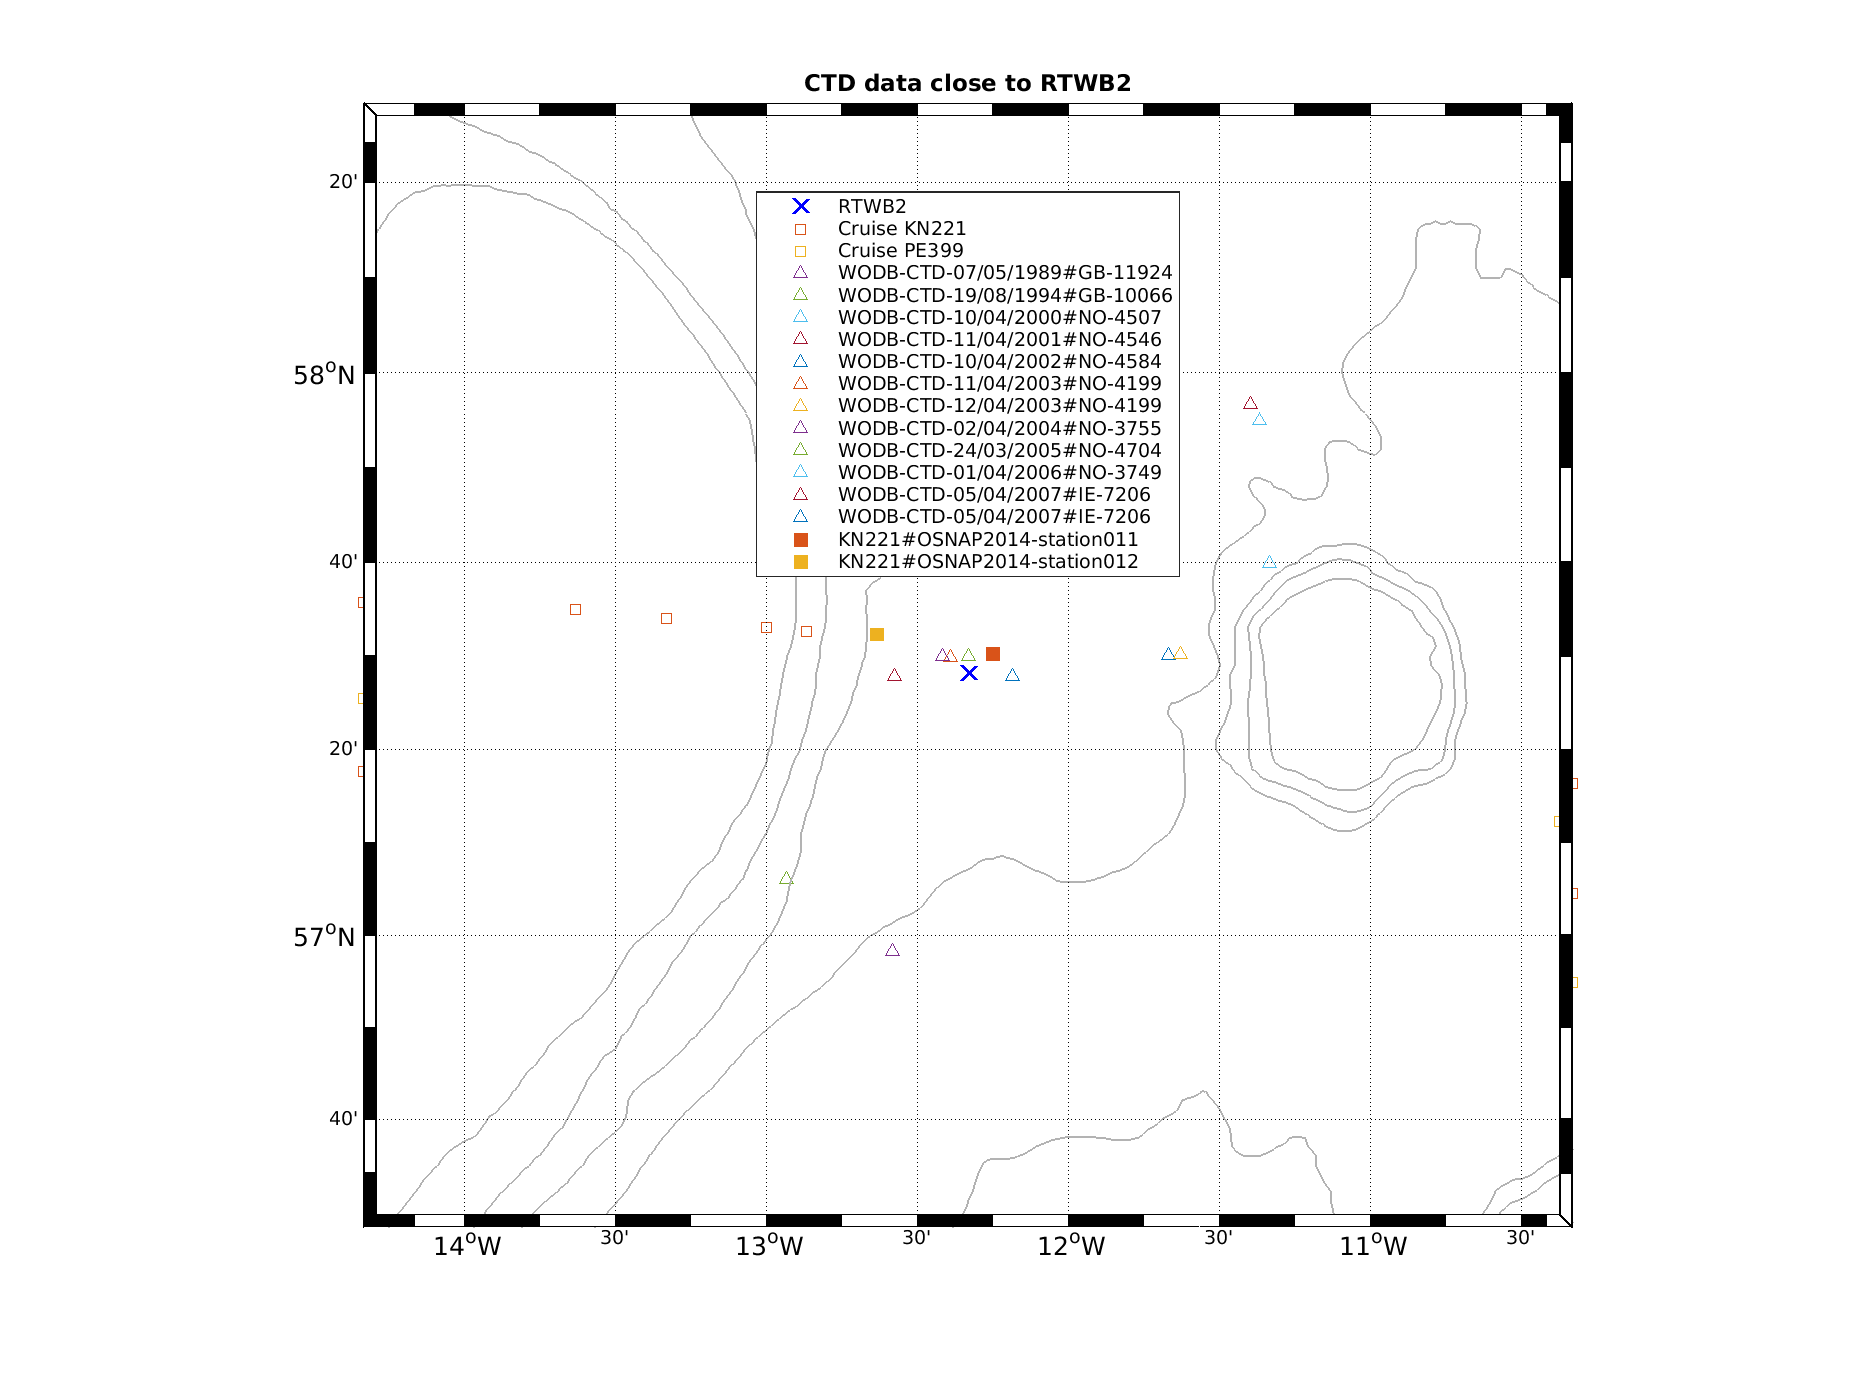 CTD data close to RTWB2
20'
RTWB2
Cruise KN221
Cruise PE399
WODB-CTD-07/05/1989#GB-11924
WODB-CTD-19/08/1994#GB-10066
WODB-CTD-10/04/2000#NO-4507
WODB-CTD-11/04/2001#NO-4546
WODB-CTD-10/04/2002#NO-4584
WODB-CTD-11/04/2003#NO-4199
WODB-CTD-12/04/2003#NO-4199
WODB-CTD-02/04/2004#NO-3755
WODB-CTD-24/03/2005#NO-4704
WODB-CTD-01/04/2006#NO-3749
WODB-CTD-05/04/2007#IE-7206
WODB-CTD-05/04/2007#IE-7206
KN221#OSNAP2014-station011
KN221#OSNAP2014-station012
58°N
40'
20'
57°N
40'
14°W 30' 13°W 30' 12°W 30' 11°W 30'